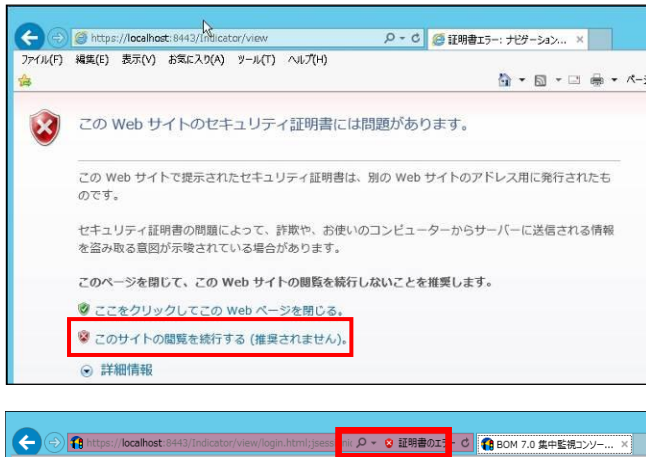 https://localhost:8443/Indicator/view
証明書エラー: ナビゲーション...
ファイル(F) 編集(E) 表示(V) お気に入り(A) ツール(T) ヘルプ(H)
この Web サイトのセキュリティ証明書には問題があります。
この Web サイトで提示されたセキュリティ証明書は、別の Web サイトのアドレス用に発行されたも
のです。
セキュリティ証明書の問題によって、詐欺や、お使いのコンピューターからサーバーに送信される情報
を盗み取る意図が示唆されている場合があります。
このページを閉じて、この Web サイトの閲覧を続行しないことを推奨します。
ここをクリックしてこの Web ページを閉じる。
このサイトの閲覧を続行する (推奨されません)。
詳細情報
https://localhost:8443/Indicator/view/login.html;jsess
証明書のエラ
BOM 7.0 集中監視コンソー...